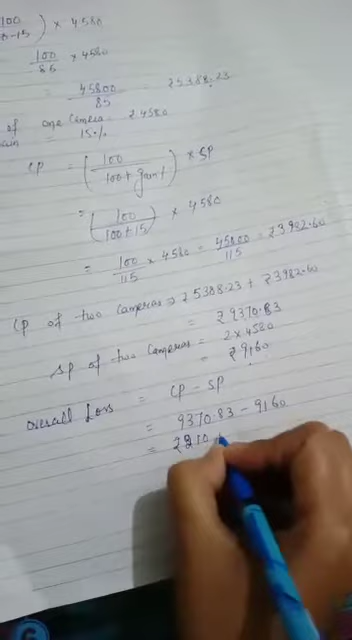 100
0-15) × 4580
100/85 × 4580
= 45800/85 = ₹5388.23
of one camera = ₹4580
= 15%
CP = (100/100+gain%) × SP
= (100/100+15) × 4580
= 100/115 × 4580 = 45800/115 = ₹3982.60
CP of two cameras = ₹5388.23 + ₹3982.60
= ₹9370.83
SP of two cameras = 2×4580
= ₹9160
Overall Loss = CP - SP
= 9370.83 - 9160
= ₹210